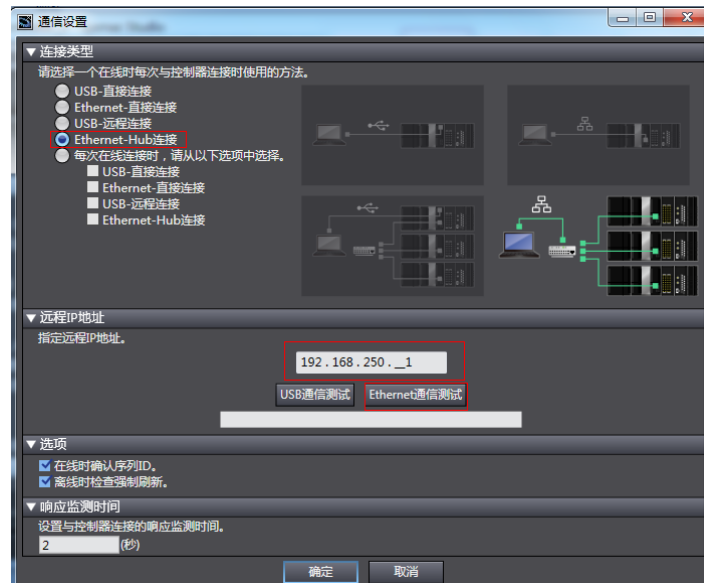 通信设置
▼连接类型
请选择一个在线时每次与控制器连接时使用的方法。
USB-直接连接
Ethernet-直接连接
USB-远程连接
Ethernet-Hub连接
每次在线连接时，请从以下选项中选择。
USB-直接连接
Ethernet-直接连接
USB-远程连接
Ethernet-Hub连接
▼远程IP地址
指定远程IP地址。
192 . 168 . 250 . __1
USB通信测试 Ethernet通信测试
▼选项
在线时确认序列ID。
离线时检查强制刷新。
▼响应监测时间
设置与控制器连接的响应监测时间。
2 (秒)
确定 取消